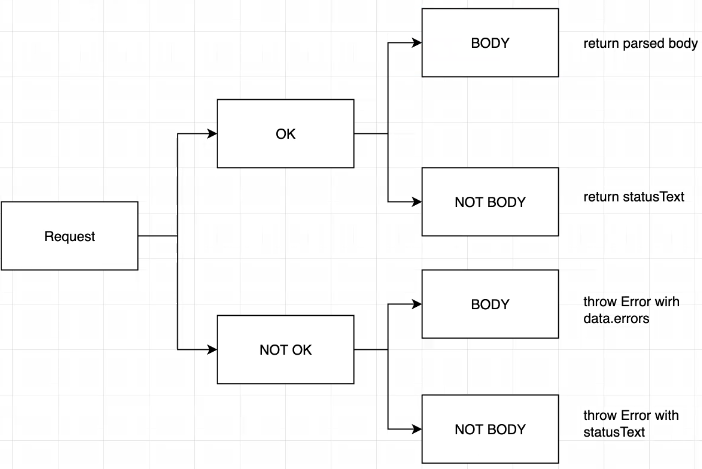 BODY
return parsed body
OK
NOT BODY
return statusText
Request
BODY
throw Error wirh
data.errors
NOT OK
NOT BODY
throw Error with
statusText